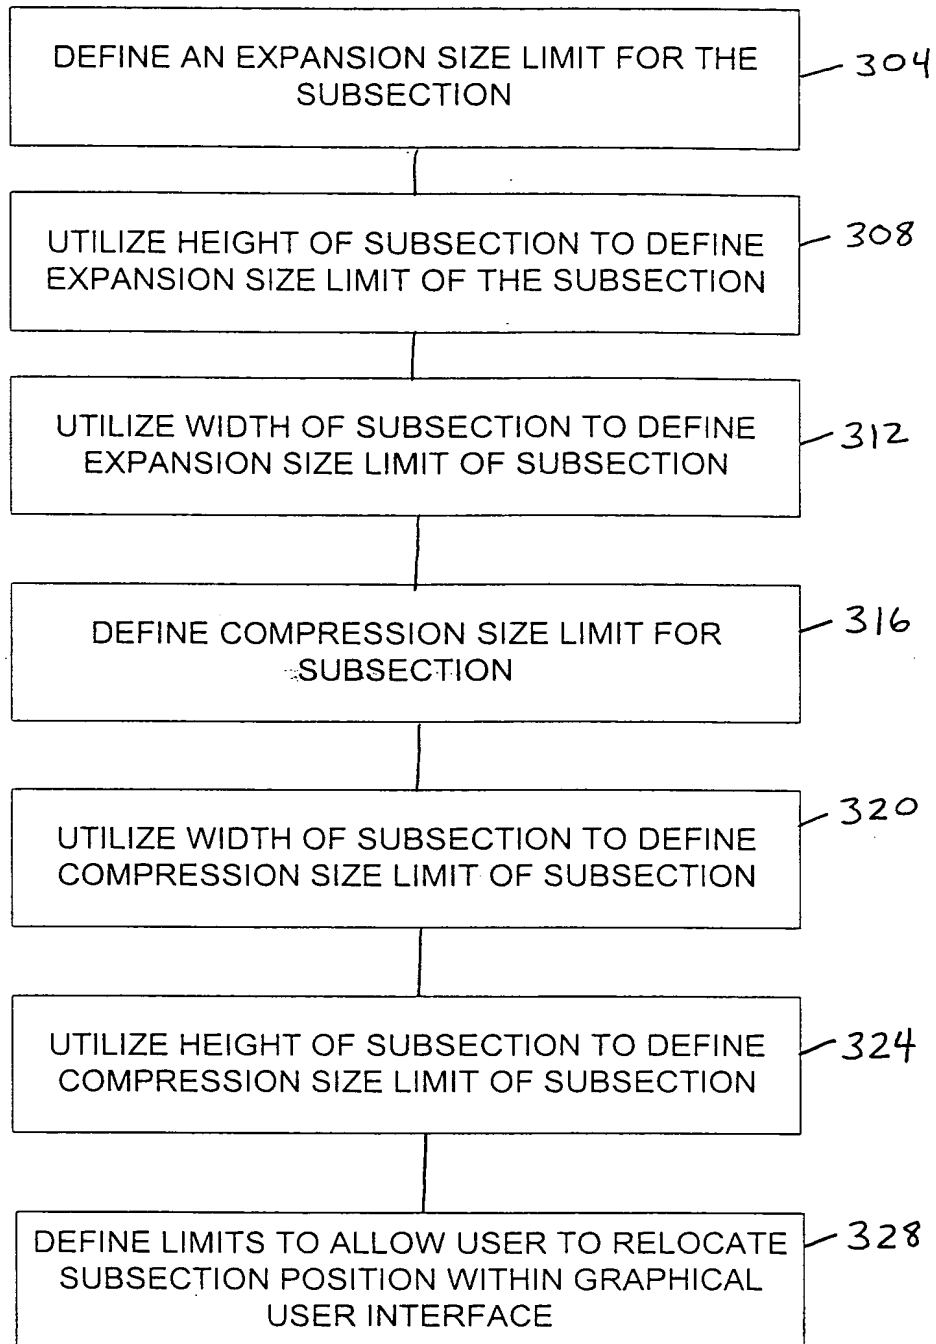 DEFINE AN EXPANSION SIZE LIMIT FOR THE
SUBSECTION
304
UTILIZE HEIGHT OF SUBSECTION TO DEFINE
EXPANSION SIZE LIMIT OF THE SUBSECTION
308
UTILIZE WIDTH OF SUBSECTION TO DEFINE
EXPANSION SIZE LIMIT OF SUBSECTION
312
DEFINE COMPRESSION SIZE LIMIT FOR
SUBSECTION
316
UTILIZE WIDTH OF SUBSECTION TO DEFINE
COMPRESSION SIZE LIMIT OF SUBSECTION
320
UTILIZE HEIGHT OF SUBSECTION TO DEFINE
COMPRESSION SIZE LIMIT OF SUBSECTION
324
DEFINE LIMITS TO ALLOW USER TO RELOCATE
SUBSECTION POSITION WITHIN GRAPHICAL
USER INTERFACE
328